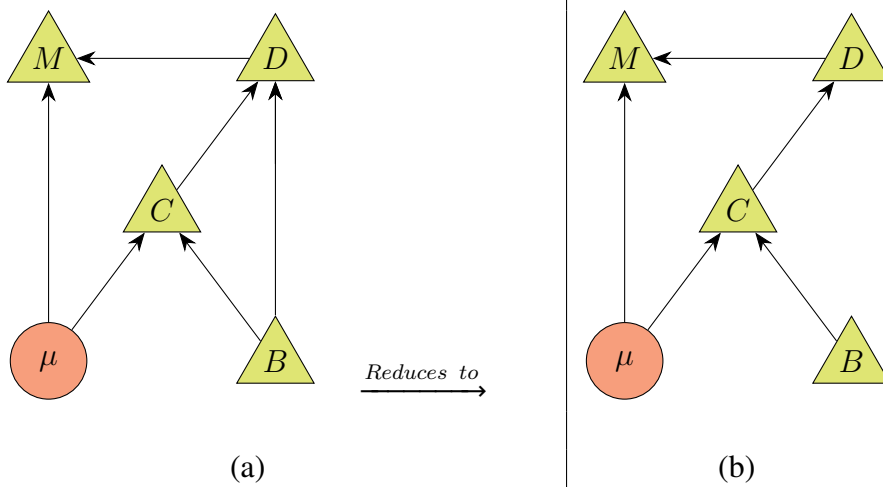 M D M D
C C
μ B μ B
Reduces to
(a) (b)